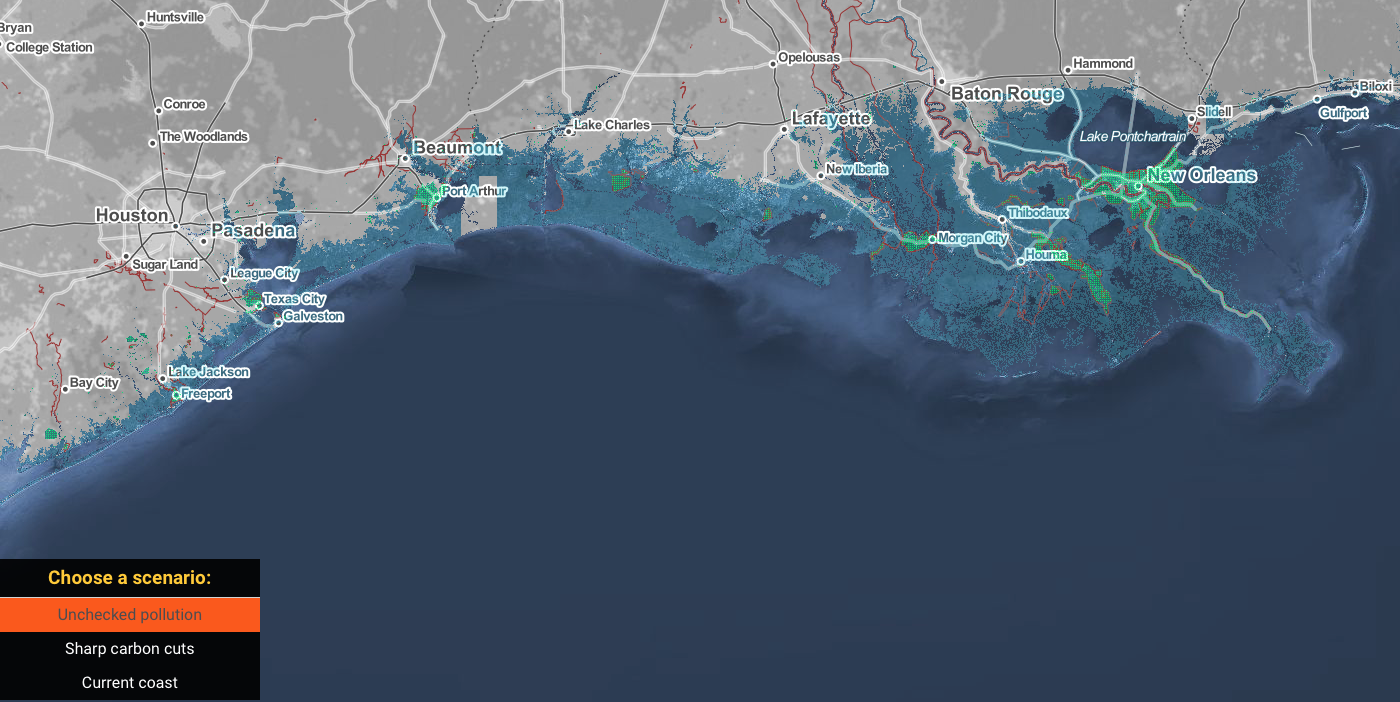 Huntsville
Bryan
College Station
Opelousas
Hammond
Biloxi
Conroe
Baton Rouge
Slidell
Gulfport
Lake Charles
Lafayette
The Woodlands
Lake Pontchartrain
Beaumont
New Iberia
New Orleans
Port Arthur
Houston
Thibodaux
Pasadena
Morgan City
Sugar Land
Houma
League City
Texas City
Galveston
Lake Jackson
Bay City
Freeport
Choose a scenario:
Unchecked pollution
Sharp carbon cuts
Current coast